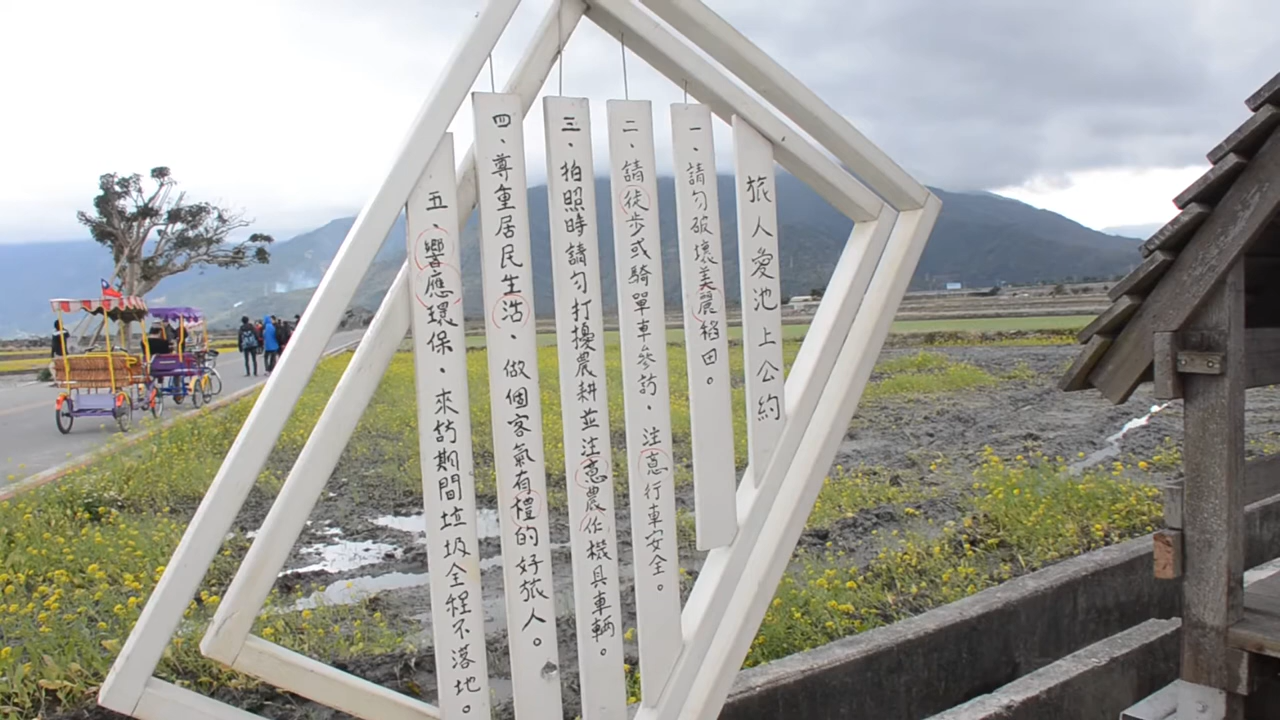 旅人愛池上公約
一、請勿破壞美麗稻田。
二、請徒步或騎單車參訪，注意行車安全。
三、拍照時請勿打擾農耕並注意農作機具車輛。
四、尊重居民生活，做個客氣有禮的好旅人。
五、響應環保，來訪期間垃圾全程不落地。